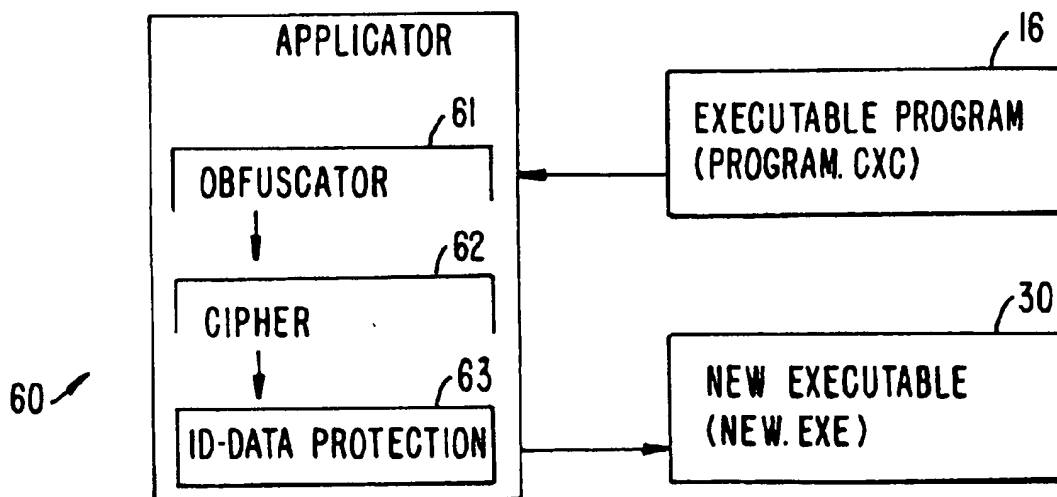 APPLICATOR
61
OBFUSCATOR
62
CIPHER
63
ID-DATA PROTECTION
60
16
EXECUTABLE PROGRAM
(PROGRAM.CXC)
30
NEW EXECUTABLE
(NEW.EXE)